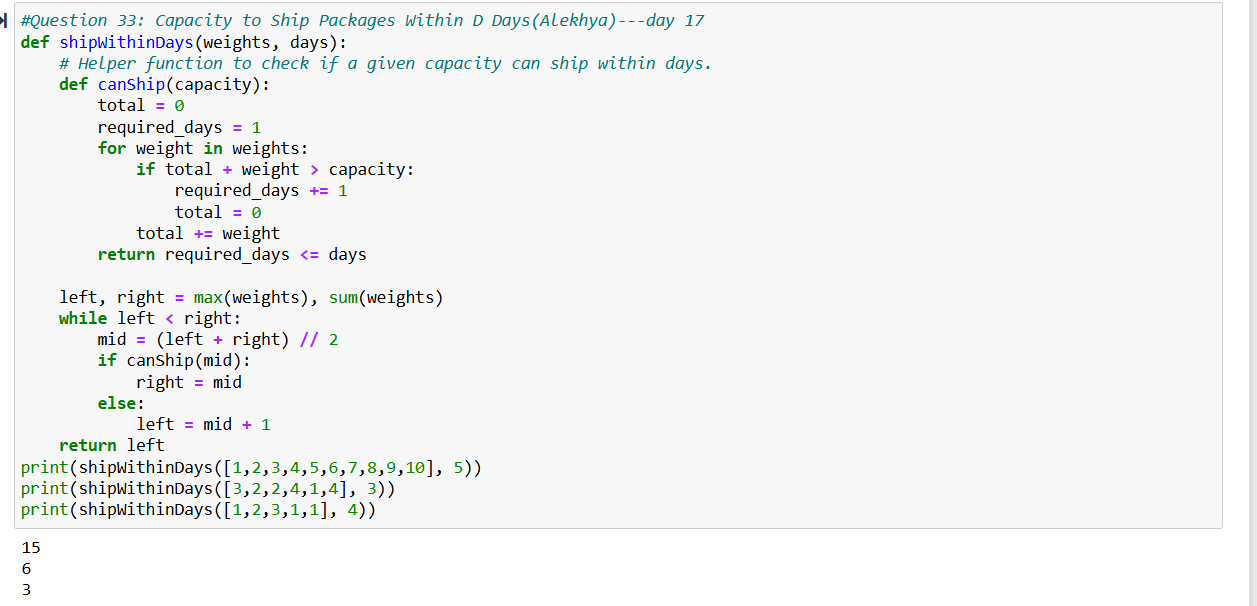 #Question 33: Capacity to Ship Packages Within D Days(Alekhya)---day 17
def shipWithinDays(weights, days):
    # Helper function to check if a given capacity can ship within days.
    def canShip(capacity):
        total = 0
        required_days = 1
        for weight in weights:
            if total + weight > capacity:
                required_days += 1
                total = 0
            total += weight
        return required_days <= days

    left, right = max(weights), sum(weights)
    while left < right:
        mid = (left + right) // 2
        if canShip(mid):
            right = mid
        else:
            left = mid + 1
    return left
print(shipWithinDays([1,2,3,4,5,6,7,8,9,10], 5))
print(shipWithinDays([3,2,2,4,1,4], 3))
print(shipWithinDays([1,2,3,1,1], 4))
15
6
3